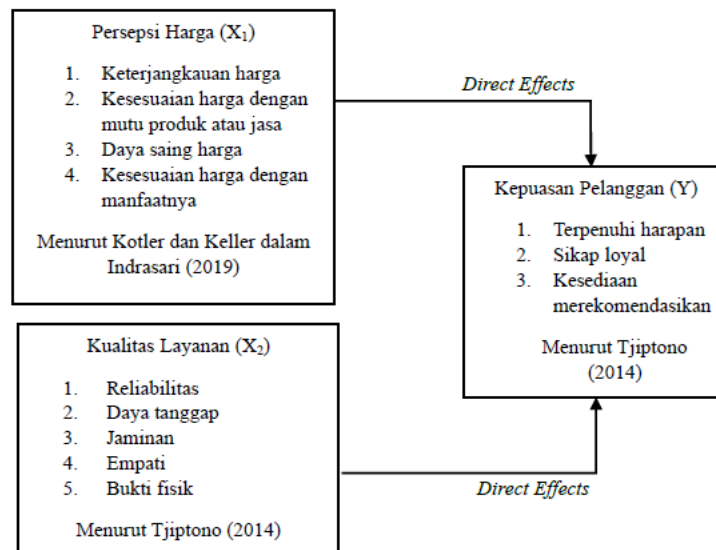 Persepsi Harga (X₁)
1. Keterjangkauan harga
2. Kesesuaian harga dengan
mutu produk atau jasa
3. Daya saing harga
4. Kesesuaian harga dengan
manfaatnya
Menurut Kotler dan Keller dalam
Indrasari (2019)
Direct Effects
Kepuasan Pelanggan (Y)
1. Terpenuhi harapan
2. Sikap loyal
3. Kesediaan
merekomendasikan
Menurut Tjiptono
(2014)
Kualitas Layanan (X₂)
1. Reliabilitas
2. Daya tanggap
3. Jaminan
4. Empati
5. Bukti fisik
Menurut Tjiptono (2014)
Direct Effects